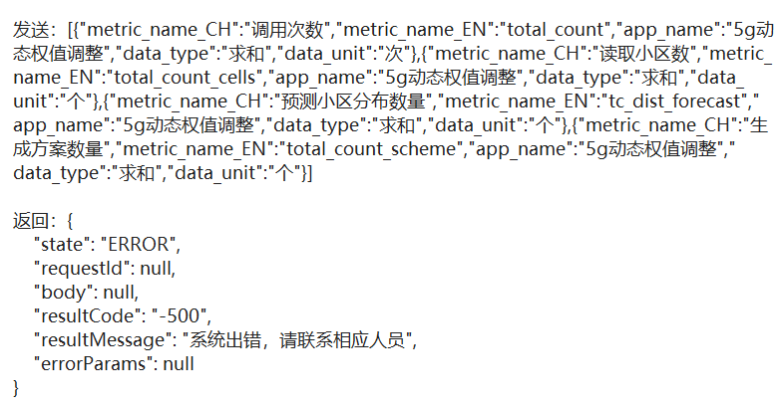 发送：[{"metric_name_CH":"调用次数","metric_name_EN":"total_count","app_name":"5g动
态权值调整","data_type":"求和","data_unit":"次"},{"metric_name_CH":"读取小区数","metric_
name_EN":"total_count_cells","app_name":"5g动态权值调整","data_type":"求和","data_
unit":"个"},{"metric_name_CH":"预测小区分布数量","metric_name_EN":"tc_dist_forecast","
app_name":"5g动态权值调整","data_type":"求和","data_unit":"个"},{"metric_name_CH":"生
成方案数量","metric_name_EN":"total_count_scheme","app_name":"5g动态权值调整","
data_type":"求和","data_unit":"个"}]
返回：{
"state": "ERROR",
"requestId": null,
"body": null,
"resultCode": "-500",
"resultMessage": "系统出错，请联系相应人员",
"errorParams": null
}